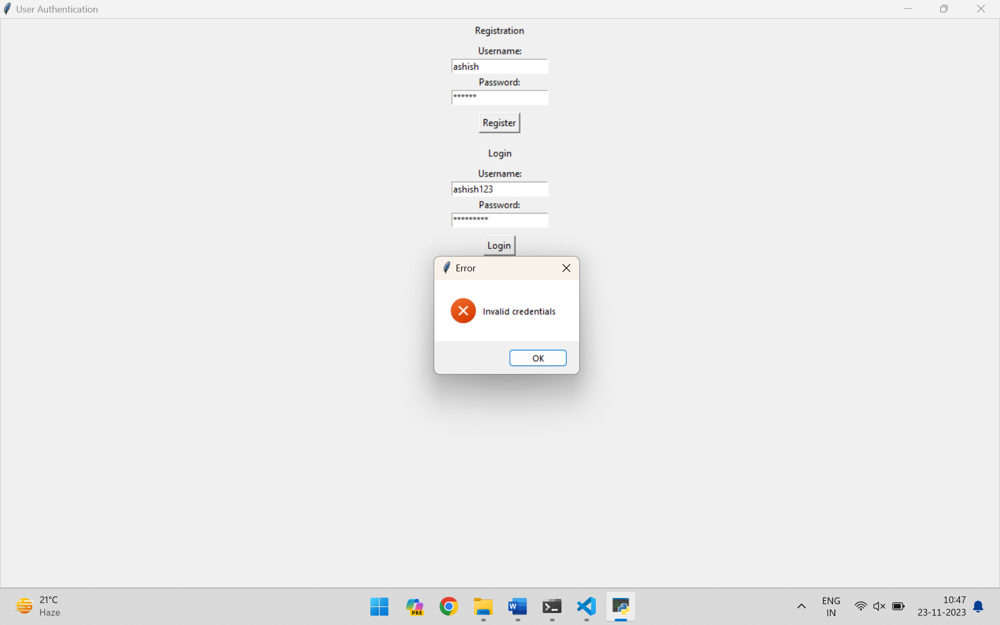 User Authentication
Registration
Username:
ashish
Password:
******
Register
Login
Username:
ashish123
Password:
*********
Login
Error
Invalid credentials
OK
21°C
Haze
PRE
W
ENG
IN
10:47
23-11-2023